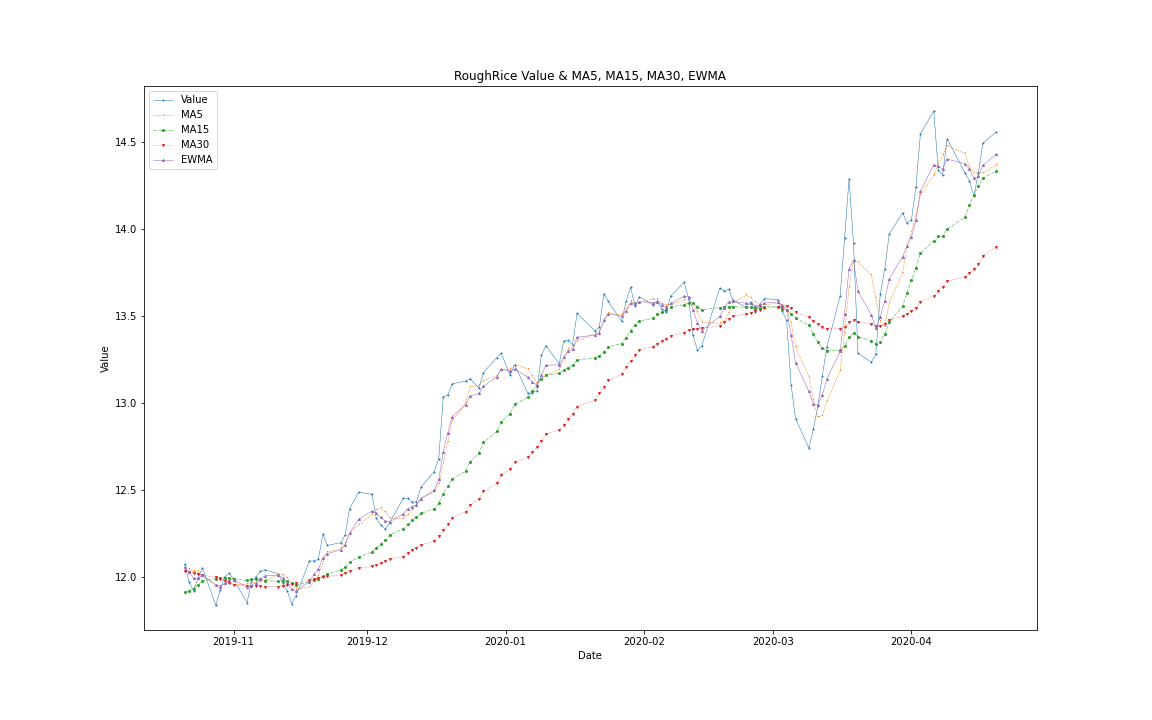 RoughRice Value & MA5, MA15, MA30, EWMA
Value
MA5
MA15
MA30
EWMA
14.5
14.0
13.5
13.0
12.5
12.0
Value
2019-11
2019-12
2020-01
2020-02
2020-03
2020-04
Date